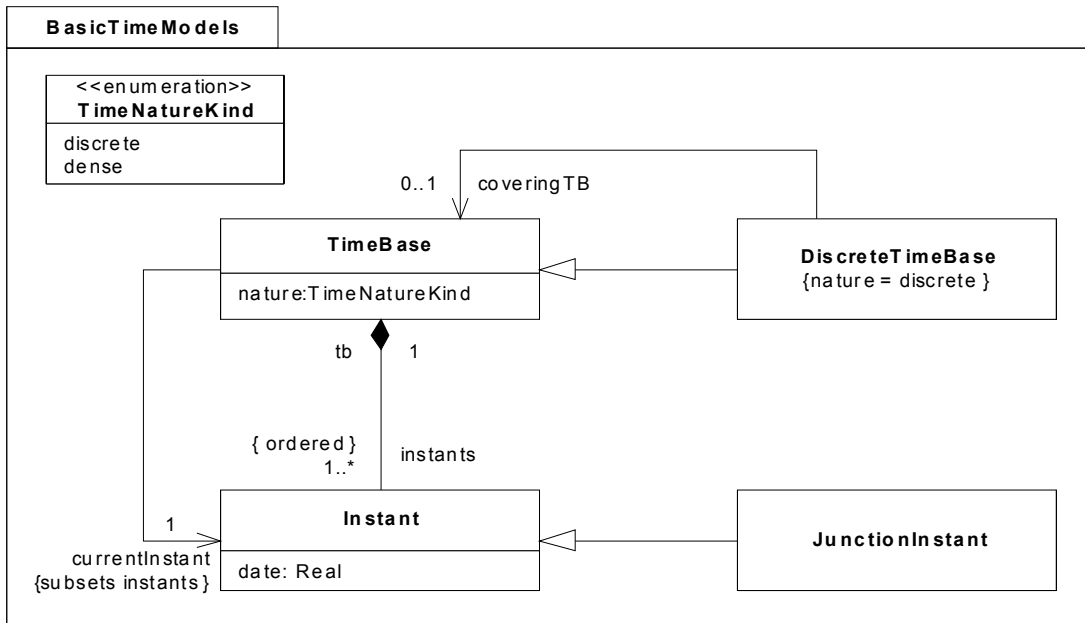 BasicTimeModels
<<enumeration>>
TimeNatureKind
discrete
dense
0..1 coveringTB
TimeBase
nature:TimeNatureKind
DiscreteTimeBase
{nature = discrete }
tb 1
{ ordered }
1..*
instants
Instant
date: Real
1
currentInstant
{subsets instants }
JunctionInstant